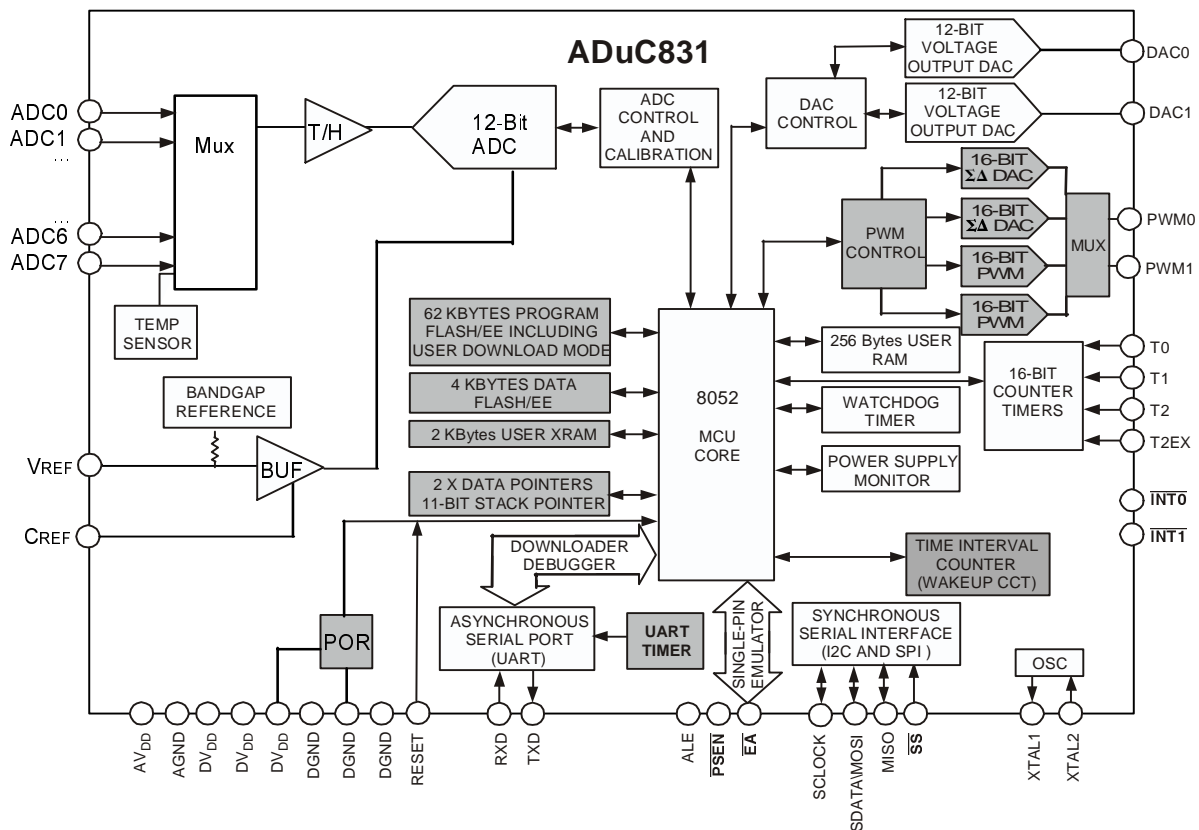 ADuC831
12-BIT
VOLTAGE
OUTPUT DAC
DAC0
12-BIT
VOLTAGE
OUTPUT DAC
DAC1
DAC
CONTROL
ADC
CONTROL
AND
CALIBRATION
12-Bit
ADC
T/H
Mux
ADC0
ADC1
...
...
ADC6
ADC7
TEMP
SENSOR
16-BIT
ΣΔ DAC
16-BIT
ΣΔ DAC
16-BIT
PWM
16-BIT
PWM
PWM
CONTROL
MUX
PWM0
PWM1
62 KBYTES PROGRAM
FLASH/EE INCLUDING
USER DOWNLOAD MODE
4 KBYTES DATA
FLASH/EE
2 KBytes USER XRAM
2 X DATA POINTERS
11-BIT STACK POINTER
8052
MCU
CORE
256 Bytes USER
RAM
WATCHDOG
TIMER
POWER SUPPLY
MONITOR
16-BIT
COUNTER
TIMERS
T0
T1
T2
T2EX
INT0
INT1
BANDGAP
REFERENCE
VREF
BUF
CREF
DOWNLOADER
DEBUGGER
TIME INTERVAL
COUNTER
(WAKEUP CCT)
POR
ASYNCHRONOUS
SERIAL PORT
(UART)
UART
TIMER
SINGLE-PIN
EMULATOR
SYNCHRONOUS
SERIAL INTERFACE
(I2C AND SPI )
OSC
AVDD
AGND
DVDD
DVDD
DVDD
DGND
DGND
DGND
RESET
RXD
TXD
ALE
PSEN
EA
SCLOCK
SDATA\MOSI
MISO
SS
XTAL1
XTAL2